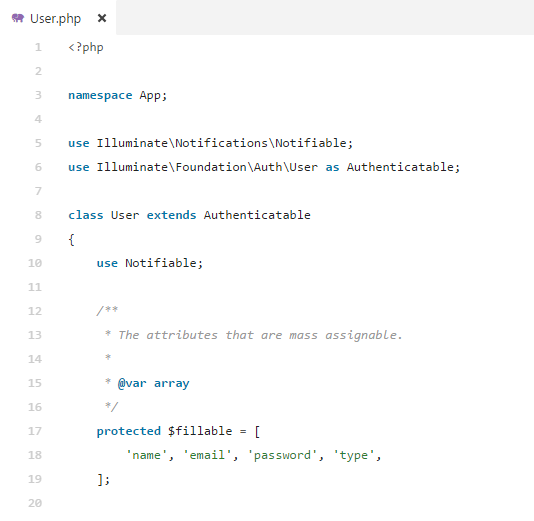 User.php ×
1 <?php
2
3 namespace App;
4
5 use Illuminate\Notifications\Notifiable;
6 use Illuminate\Foundation\Auth\User as Authenticatable;
7
8 class User extends Authenticatable
9 {
10     use Notifiable;
11
12     /**
13      * The attributes that are mass assignable.
14      *
15      * @var array
16      */
17     protected $fillable = [
18         'name', 'email', 'password', 'type',
19     ];
20